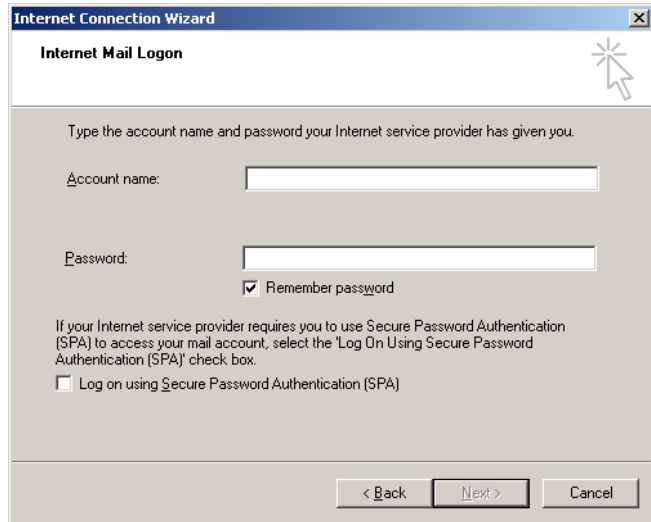 Internet Connection Wizard
Internet Mail Logon
Type the account name and password your Internet service provider has given you.
Account name:
Password:
Remember password
If your Internet service provider requires you to use Secure Password Authentication
(SPA) to access your mail account, select the 'Log On Using Secure Password
Authentication (SPA)' check box.
Log on using Secure Password Authentication (SPA)
< Back Next > Cancel